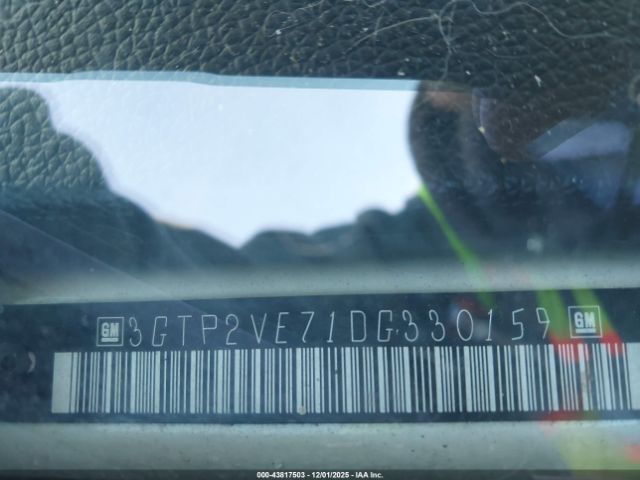 GM 3GTP2VE71DG330159 GM
000-43817503 - 12/01/2025 - IAA Inc.